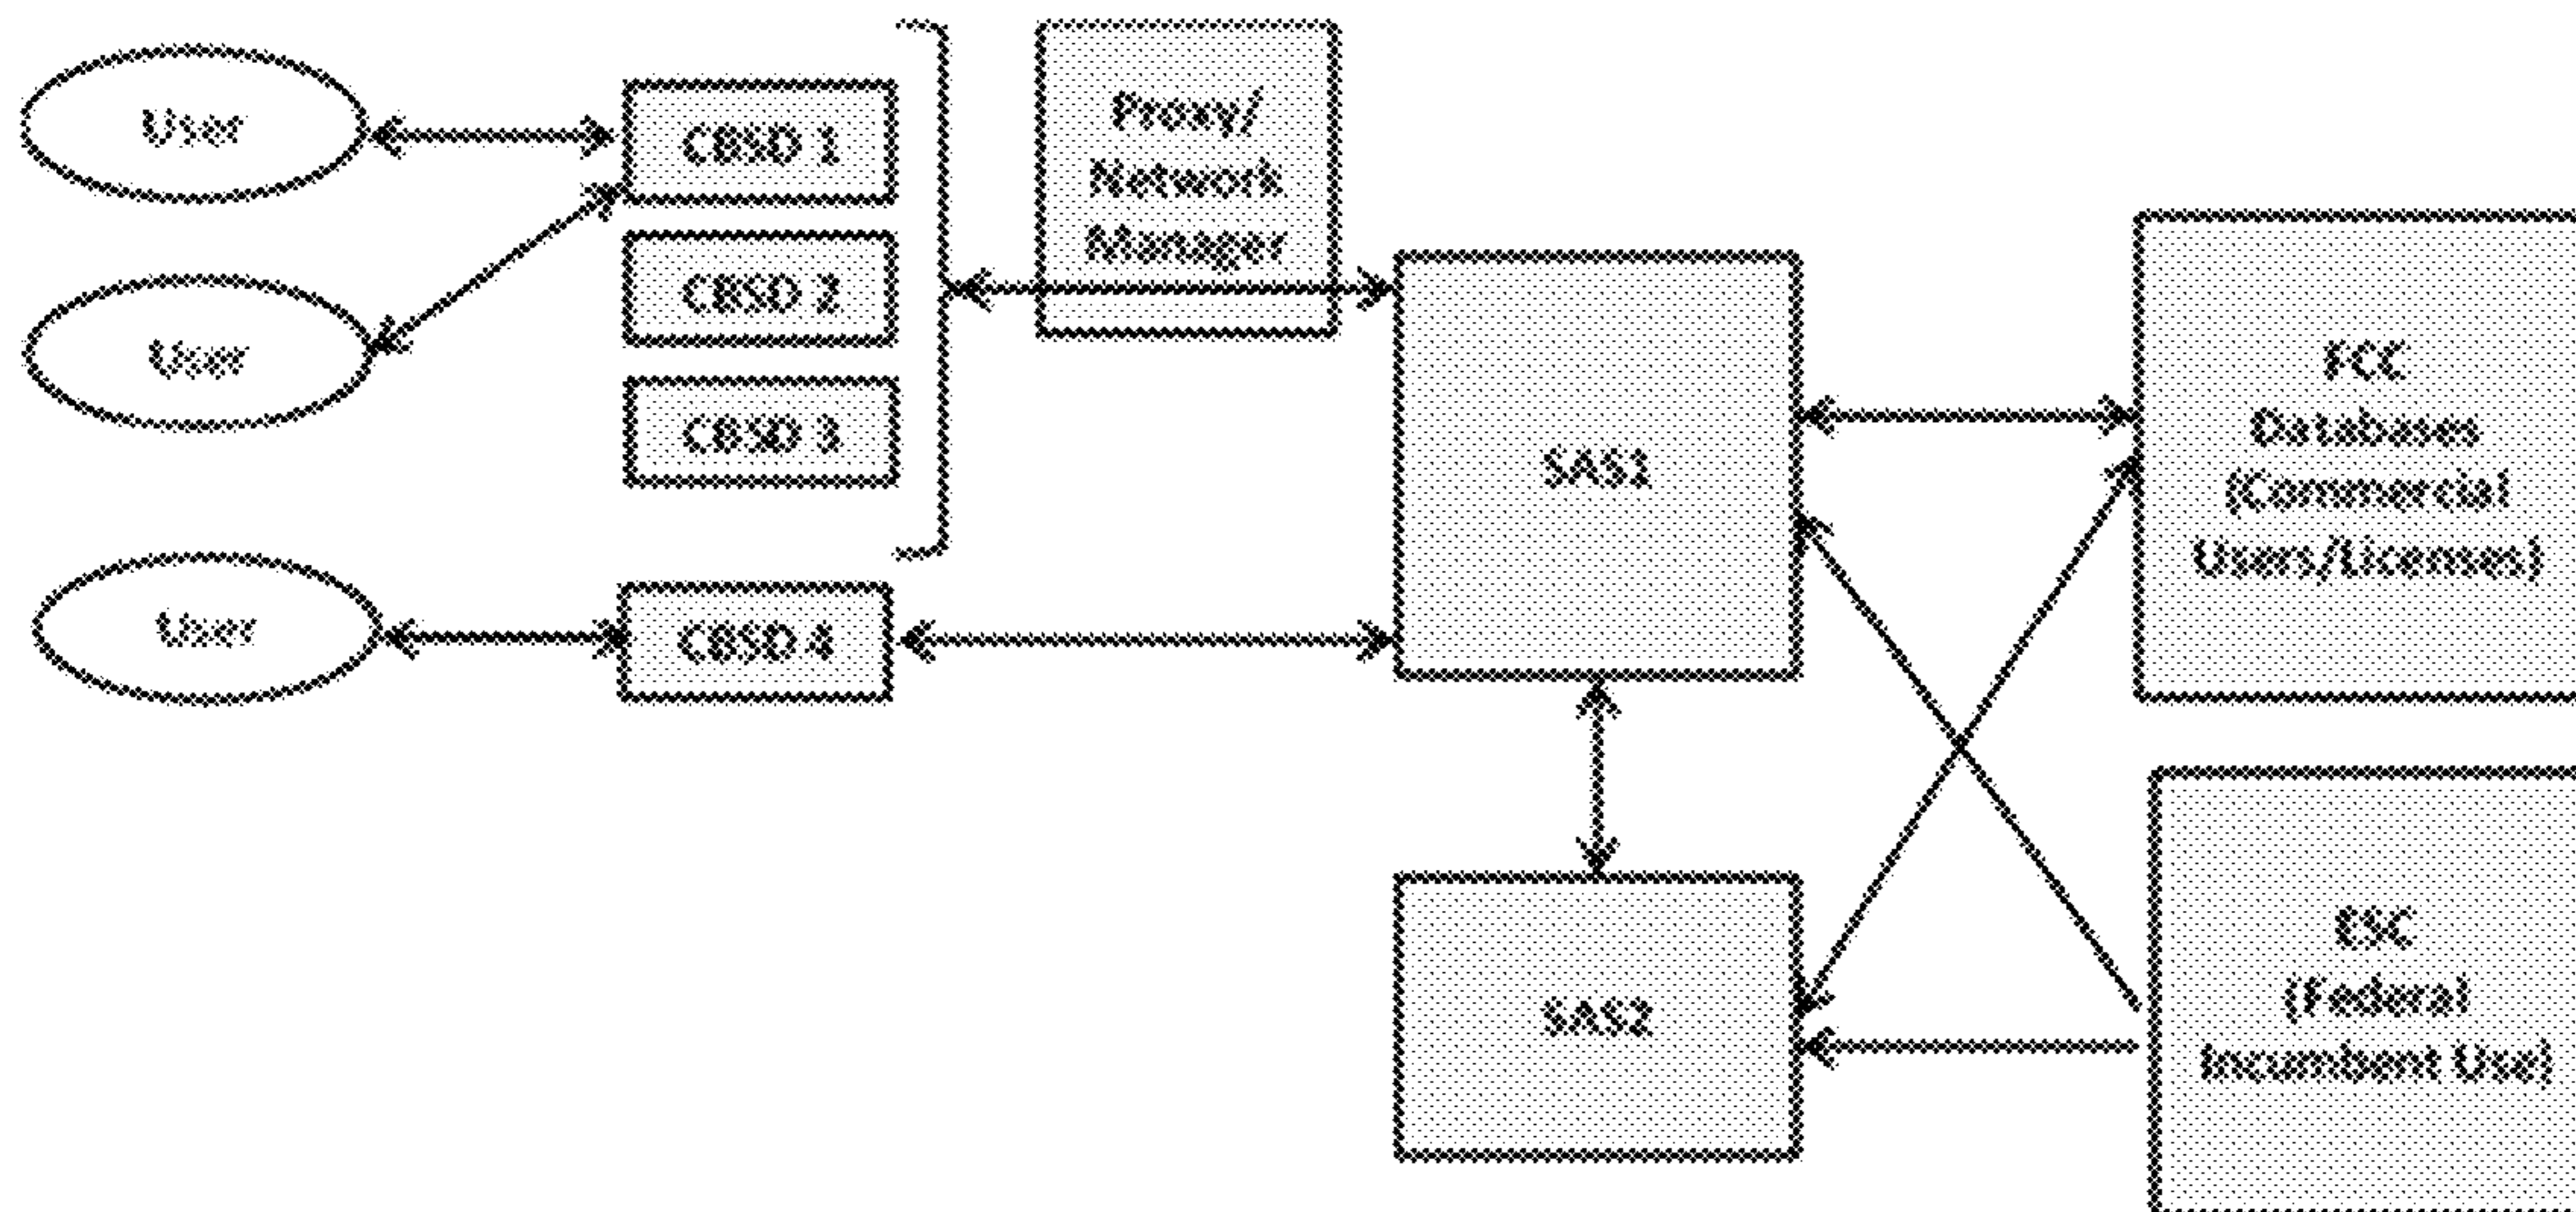 User
CBSD 1
Proxy/
Network
Manager
CBSD 2
User
CBSD 3
User
CBSD 4
SAS1
FCC
Databases
(Commercial
Users/Licenses)
SAS2
ESC
(Federal
Incumbent Use)